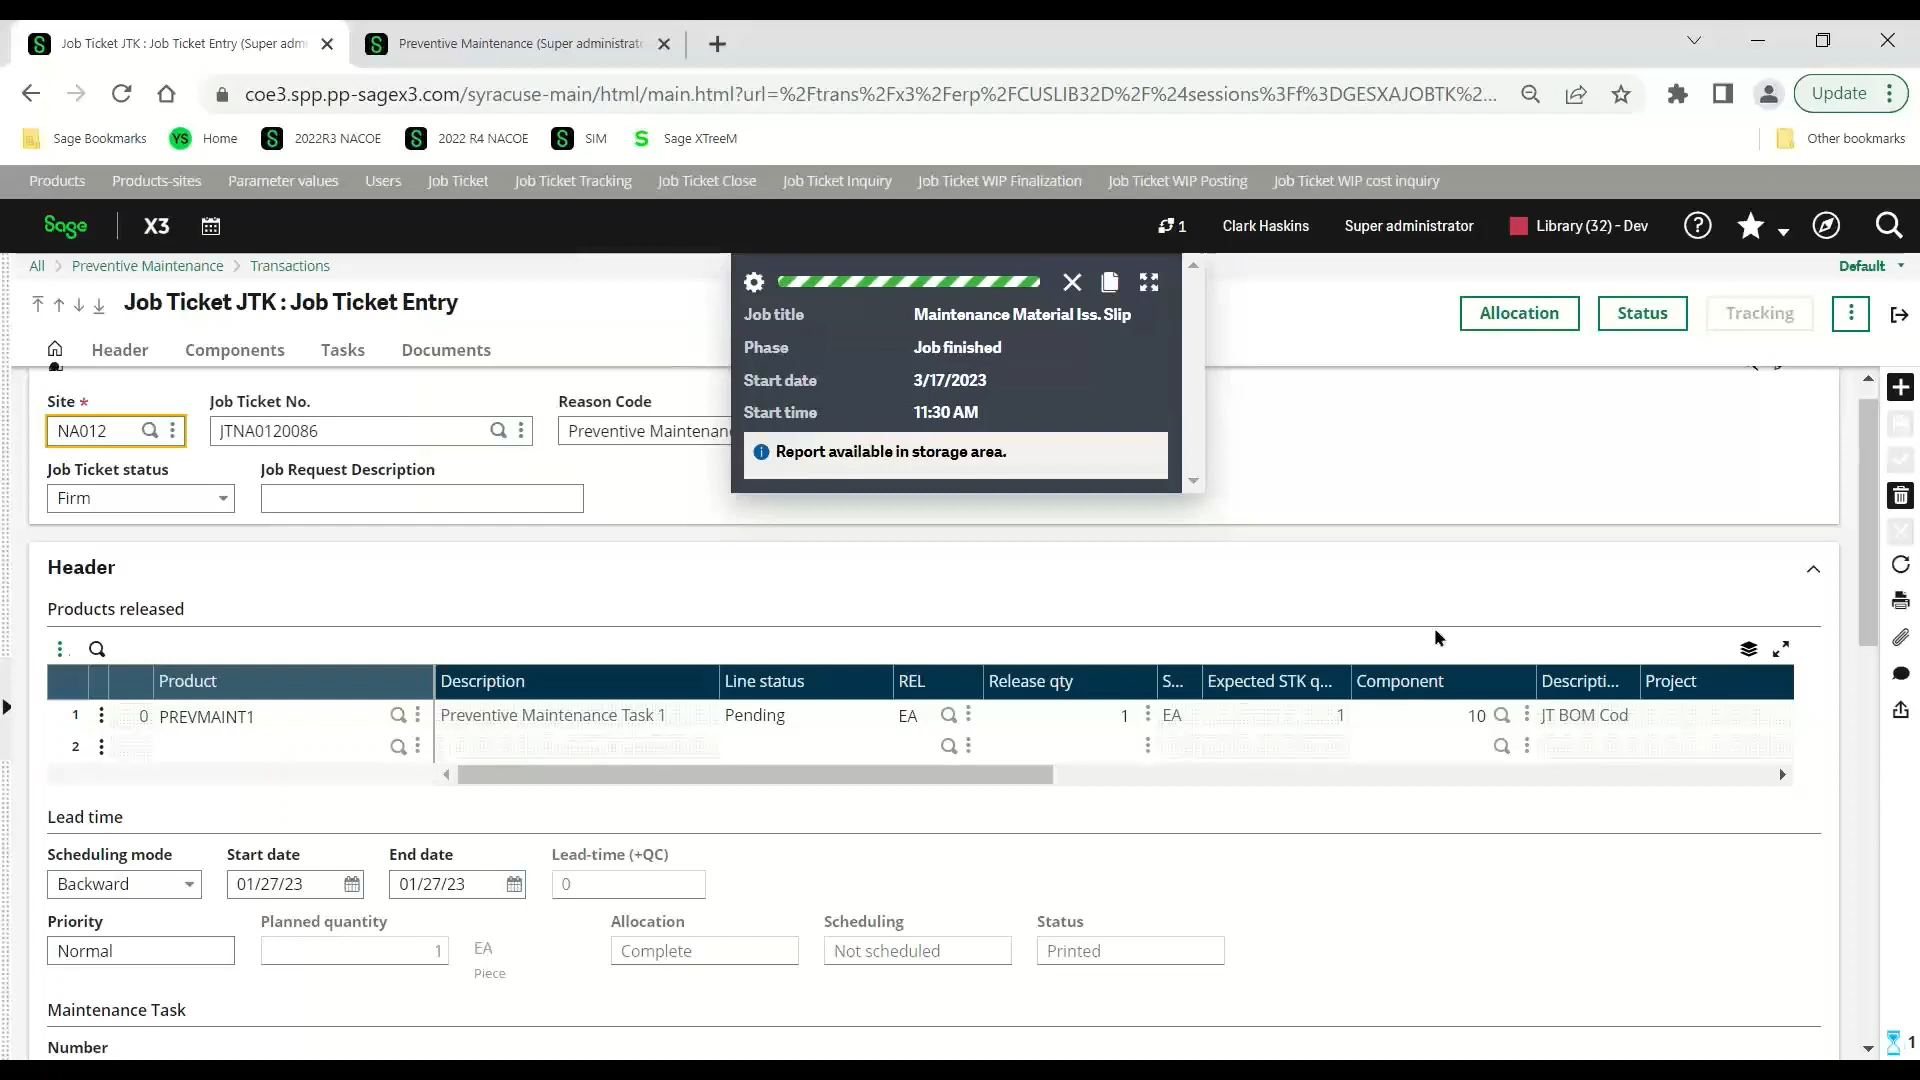 Job Ticket JTK : Job Ticket Entry (Super adm
Preventive Maintenance (Super administrat
coe3.spp.pp-sagex3.com/syracuse-main/html/main.html?url=%2Ftrans%2Fx3%2Ferp%2FCUSLIB32D%2F%24sessions%3Ff%3DGESXAJOBTK%2...
Update
Sage Bookmarks
YS Home
S 2022R3 NACOE
S 2022 R4 NACOE
S SIM
S Sage XTreeM
Other bookmarks
Products Products-sites Parameter values Users Job Ticket Job Ticket Tracking Job Ticket Close Job Ticket Inquiry Job Ticket WIP Finalization Job Ticket WIP Posting Job Ticket WIP cost inquiry
Sage X3
1 Clark Haskins Super administrator Library (32) - Dev
All > Preventive Maintenance > Transactions
Default
Job Ticket JTK : Job Ticket Entry
Allocation Status Tracking
Header Components Tasks Documents
Job title Maintenance Material Iss. Slip
Phase Job finished
Start date 3/17/2023
Start time 11:30 AM
Report available in storage area.
Site * Job Ticket No. Reason Code
NA012 JTNA0120086 Preventive Maintenan
Job Ticket status Job Request Description
Firm
Header
Products released
Product Description Line status REL Release qty S... Expected STK q... Component Descripti... Project
1 0 PREVMAINT1 Preventive Maintenance Task 1 Pending EA 1 EA 1 10 JT BOM Cod
2
Lead time
Scheduling mode Start date End date Lead-time (+QC)
Backward 01/27/23 01/27/23 0
Priority Planned quantity Allocation Scheduling Status
Normal 1 EA Complete Not scheduled Printed
Piece
Maintenance Task
Number
1